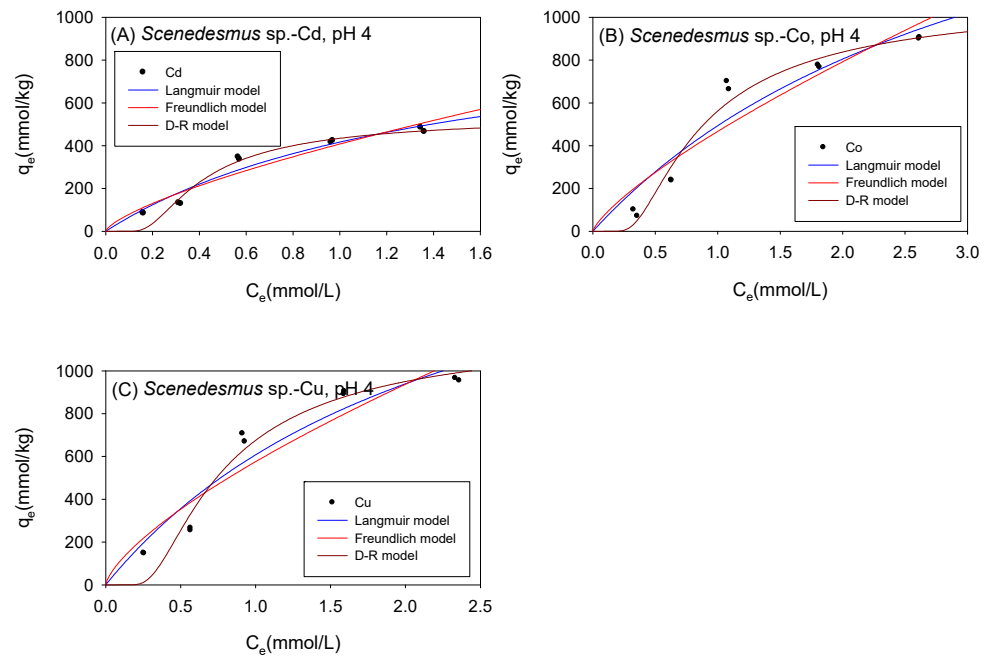 (A) Scenedesmus sp.-Cd, pH 4
1000
800
600
400
200
0
qe(mmol/kg)
Cd
Langmuir model
Freundlich model
D-R model
0.0 0.2 0.4 0.6 0.8 1.0 1.2 1.4 1.6
Ce(mmol/L)
(B) Scenedesmus sp.-Co, pH 4
1000
800
600
400
200
0
qe(mmol/kg)
Co
Langmuir model
Freundlich model
D-R model
0.0 0.5 1.0 1.5 2.0 2.5 3.0
Ce(mmol/L)
(C) Scenedesmus sp.-Cu, pH 4
1000
800
600
400
200
0
qe(mmol/kg)
Cu
Langmuir model
Freundlich model
D-R model
0.0 0.5 1.0 1.5 2.0 2.5
Ce(mmol/L)